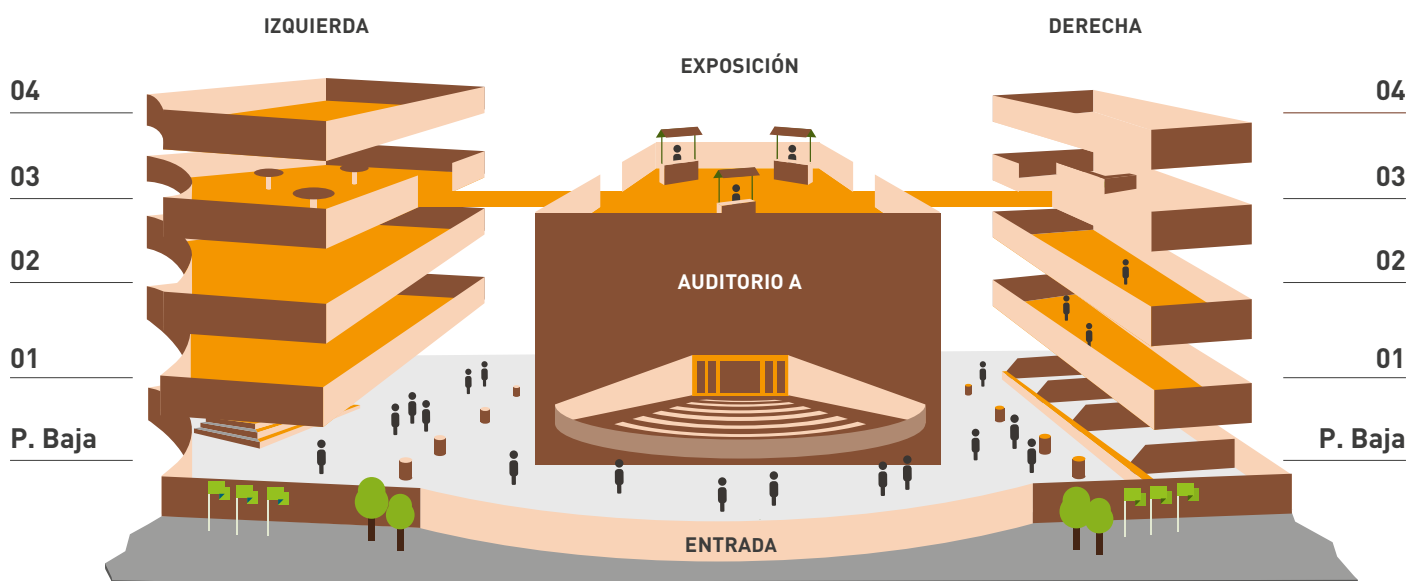 IZQUIERDA
DERECHA
EXPOSICIÓN
04
04
03
03
02
02
AUDITORIO A
01
01
P. Baja
P. Baja
ENTRADA